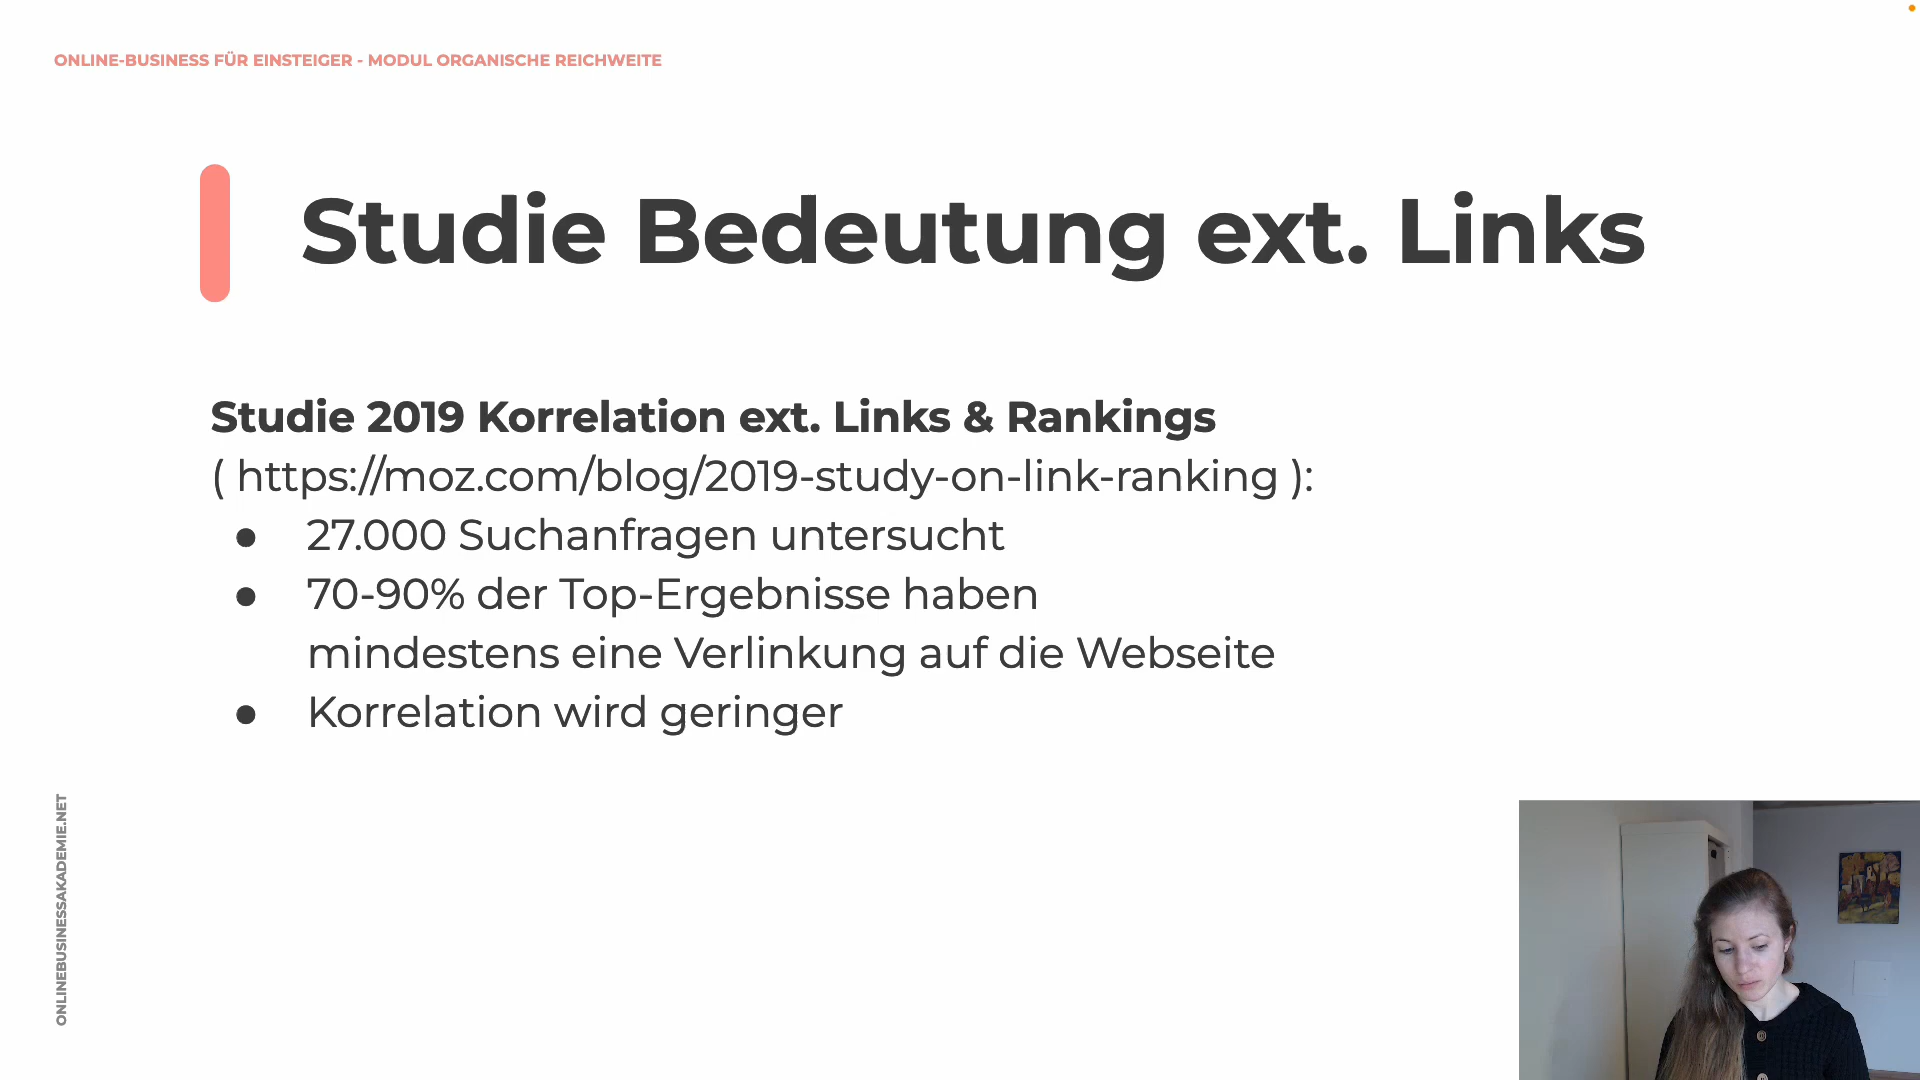 ONLINE-BUSINESS FÜR EINSTEIGER - MODUL ORGANISCHE REICHWEITE
Studie Bedeutung ext. Links
Studie 2019 Korrelation ext. Links & Rankings
( https://moz.com/blog/2019-study-on-link-ranking ):
● 27.000 Suchanfragen untersucht
● 70-90% der Top-Ergebnisse haben
mindestens eine Verlinkung auf die Webseite
● Korrelation wird geringer
ONLINEBUSINESSAKADEMIE.NET